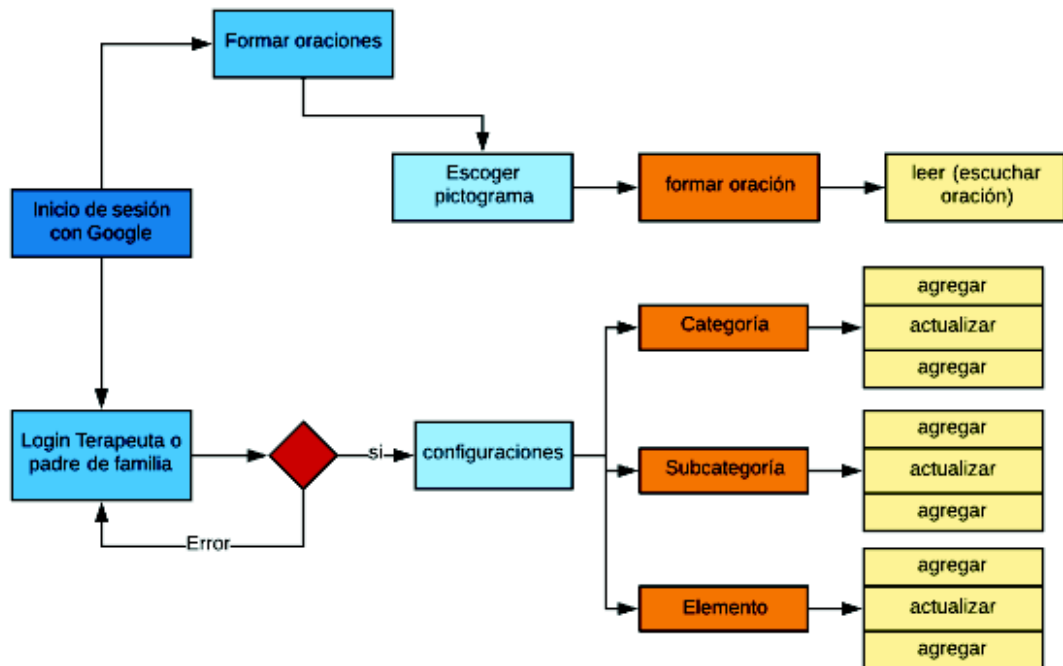 Formar oraciones
Escoger
pictograma
formar oración
leer (escuchar
oración)
Inicio de sesión
con Google
Login Terapeuta o
padre de familia
si
Error
configuraciones
Categoría
agregar
actualizar
agregar
Subcategoría
agregar
actualizar
agregar
Elemento
agregar
actualizar
agregar